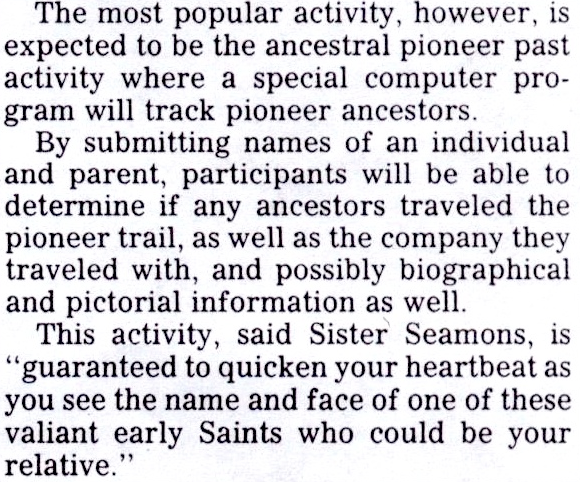 The most popular activity, however, is
expected to be the ancestral pioneer past
activity where a special computer pro-
gram will track pioneer ancestors.
By submitting names of an individual
and parent, participants will be able to
determine if any ancestors traveled the
pioneer trail, as well as the company they
traveled with, and possibly biographical
and pictorial information as well.
This activity, said Sister Seamons, is
“guaranteed to quicken your heartbeat as
you see the name and face of one of these
valiant early Saints who could be your
relative.”